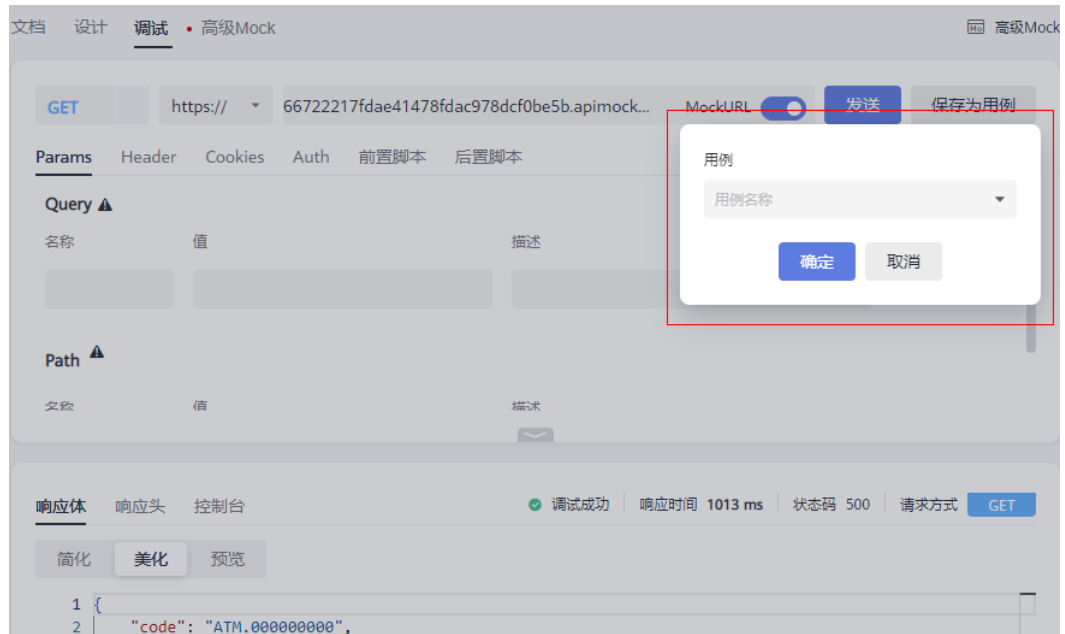 文档 设计 调试 高级Mock Mo 高级Mock
GET https:// 66722217fdae41478fdac978dcf0be5b.apimock... MockURL 发送 保存为用例
Params Header Cookies Auth 前置脚本 后置脚本
用例
用例名称
确定 取消
Query
名称 值 描述
Path
名称 值 描述
响应体 响应头 控制台 调试成功 响应时间 1013 ms 状态码 500 请求方式 GET
简化 美化 预览
1 {
2 "code": "ATM.000000000",